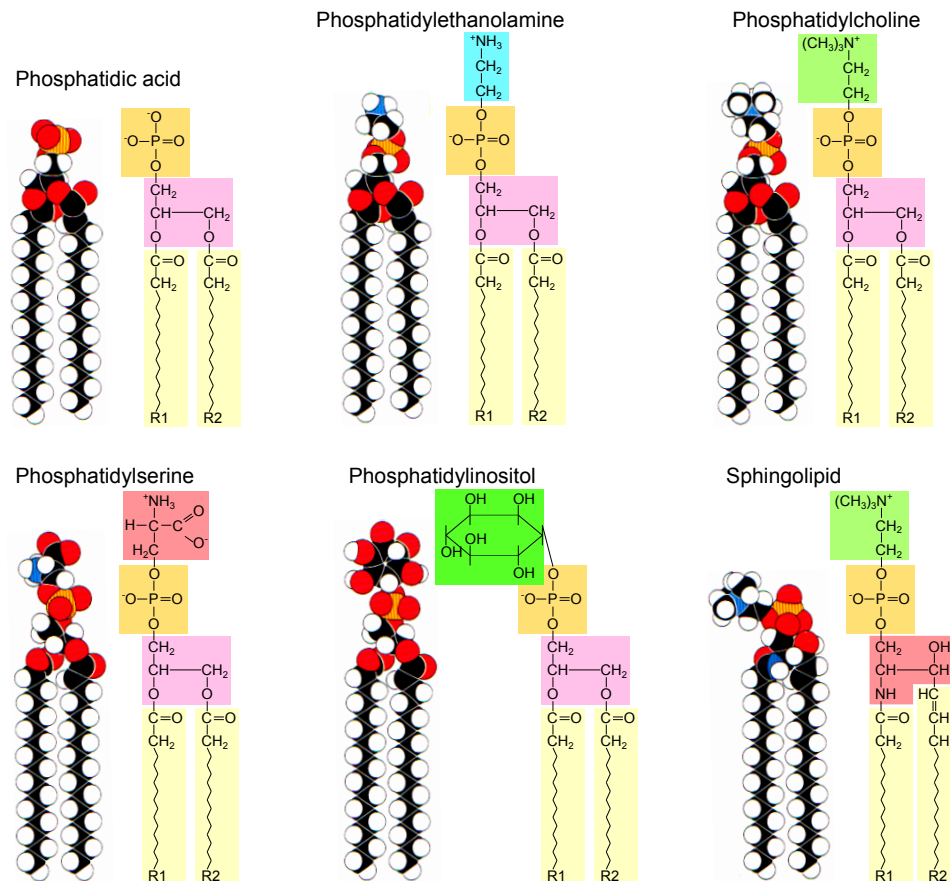 Phosphatidylethanolamine
Phosphatidylcholine
Phosphatidic acid
O⁻
⁻O–P=O
O
CH₂
CH CH₂
O O
C=O C=O
CH₂ CH₂
R1 R2
⁺NH₃
CH₂
CH₂
O
⁻O–P=O
O
CH₂
CH CH₂
O O
C=O C=O
CH₂ CH₂
R1 R2
(CH₃)₃N⁺
CH₂
CH₂
O
⁻O–P=O
O
CH₂
CH CH₂
O O
C=O C=O
CH₂ CH₂
R1 R2
Phosphatidylserine
Phosphatidylinositol
Sphingolipid
⁺NH₃
H–C–C O
H₂C O⁻
O
⁻O–P=O
O
CH₂
CH CH₂
O O
C=O C=O
CH₂ CH₂
R1 R2
OH OH
OH OH
OH
O
⁻O–P=O
O
CH₂
CH CH₂
O O
C=O C=O
CH₂ CH₂
R1 R2
(CH₃)₃N⁺
CH₂
CH₂
O
⁻O–P=O
O
OH
CH₂
CH CH
NH HC
C=O CH
CH₂ CH₂
R1 R2